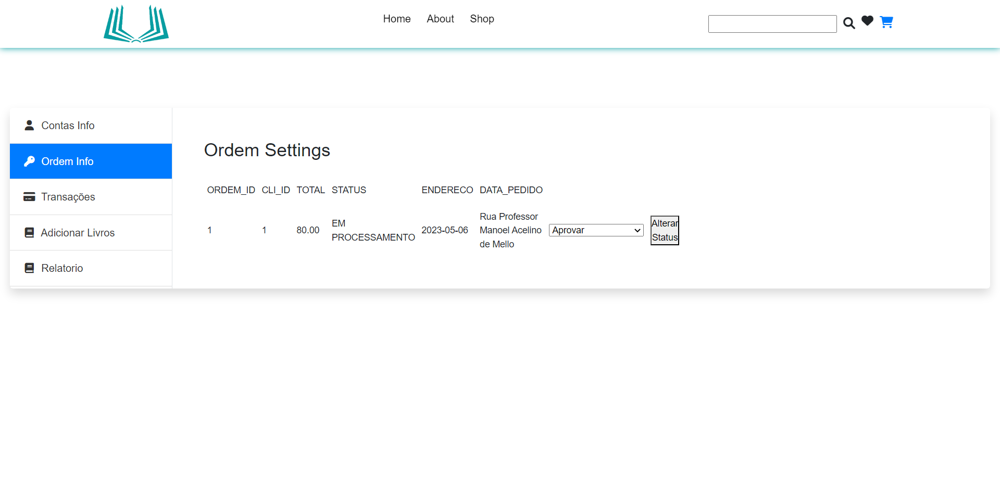 Home About Shop
Contas Info
Ordem Info
Transações
Adicionar Livros
Relatorio
Ordem Settings
ORDEM_ID CLI_ID TOTAL STATUS ENDERECO DATA_PEDIDO
1 1 80.00 EM PROCESSAMENTO 2023-05-06 Rua Professor Manoel Acelino de Mello Aprovar Alterar Status